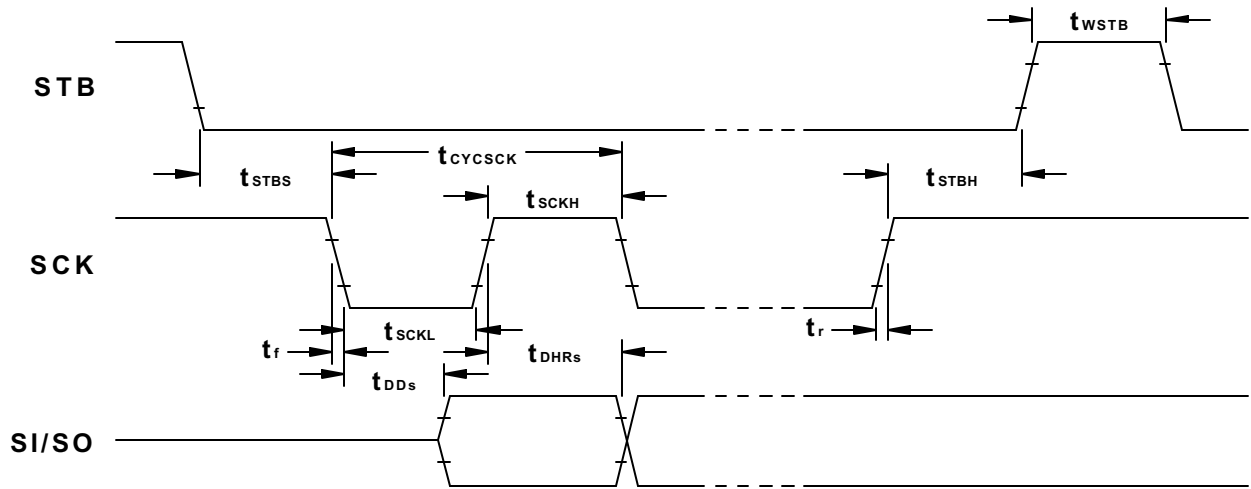 tWSTB
STB
tCYCSCK
tSTBS
tSCKH
tSTBH
SCK
tSCKL
tr
tf
tDHRs
tDDs
SI/SO